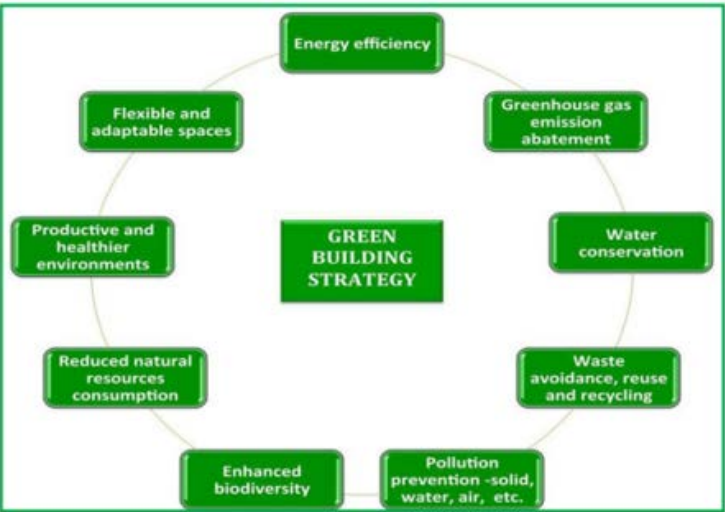 Energy efficiency
Greenhouse gas
emission
abatement
Water
conservation
Waste
avoidance, reuse
and recycling
Pollution
prevention -solid,
water, air, etc.
Enhanced
biodiversity
Reduced natural
resources
consumption
Productive and
healthier
environments
Flexible and
adaptable spaces
GREEN
BUILDING
STRATEGY